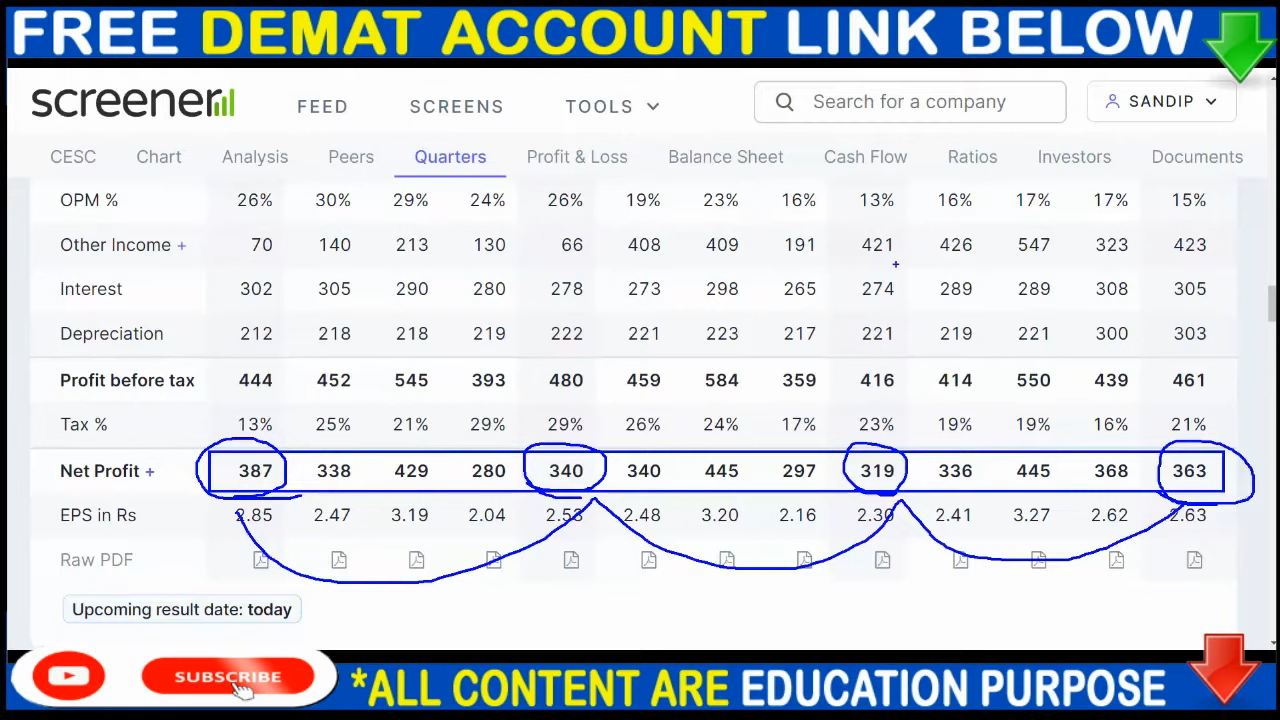 FREE DEMAT ACCOUNT LINK BELOW
screener FEED SCREENS TOOLS Search for a company SANDIP
CESC Chart Analysis Peers Quarters Profit & Loss Balance Sheet Cash Flow Ratios Investors Documents
OPM % 26% 30% 29% 24% 26% 19% 23% 16% 13% 16% 17% 17% 15%
Other Income + 70 140 213 130 66 408 409 191 421 426 547 323 423
Interest 302 305 290 280 278 273 298 265 274 289 289 308 305
Depreciation 212 218 218 219 222 221 223 217 221 219 221 300 303
Profit before tax 444 452 545 393 480 459 584 359 416 414 550 439 461
Tax % 13% 25% 21% 29% 29% 26% 24% 17% 23% 19% 19% 16% 21%
Net Profit + 387 338 429 280 340 340 445 297 319 336 445 368 363
EPS in Rs 2.85 2.47 3.19 2.04 2.53 2.48 3.20 2.16 2.30 2.41 3.27 2.62 2.63
Raw PDF
Upcoming result date: today
SUBSCRIBE *ALL CONTENT ARE EDUCATION PURPOSE